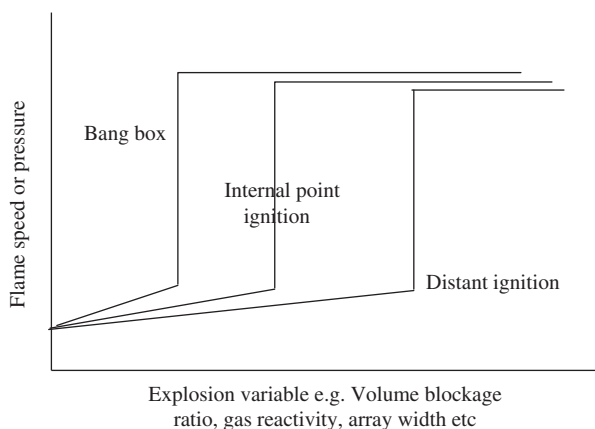 Flame speed or pressure
Bang box
Internal point
ignition
Distant ignition
Explosion variable e.g. Volume blockage
ratio, gas reactivity, array width etc